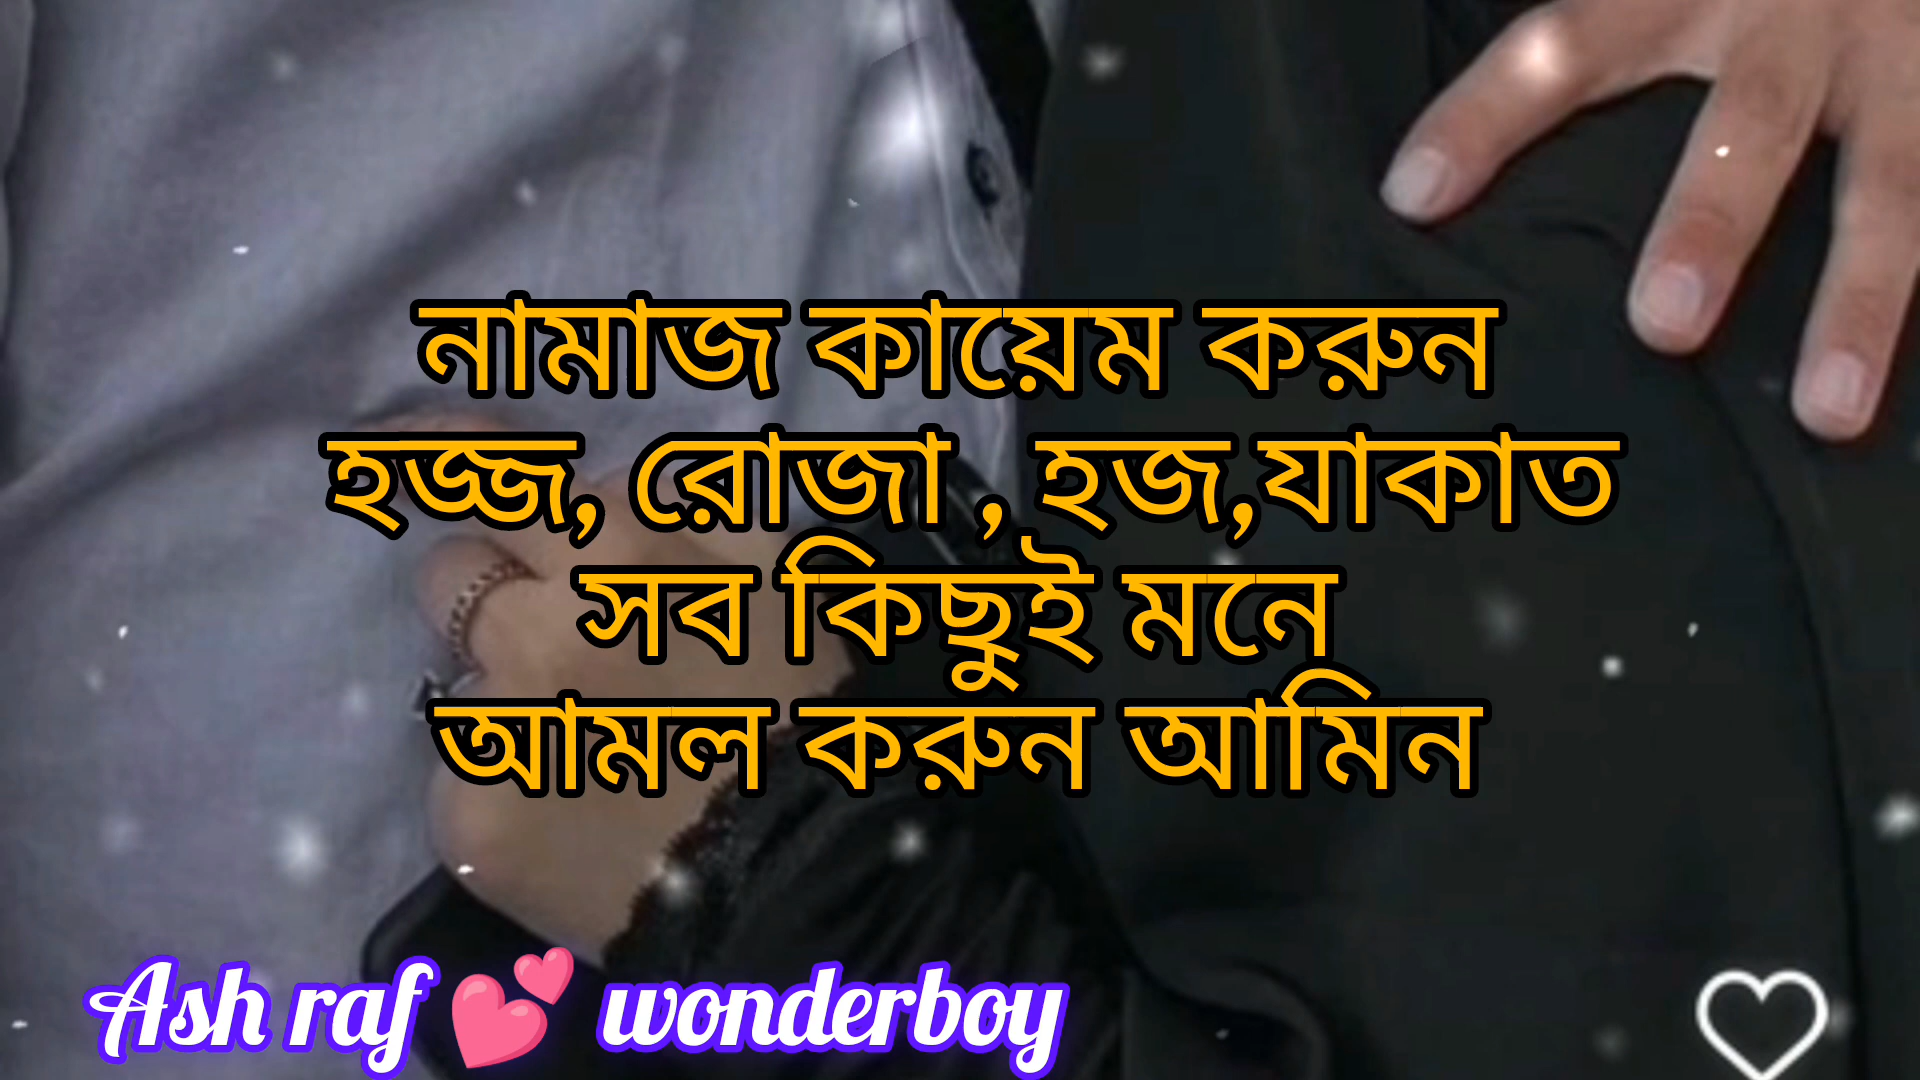 নামাজ কায়েম করুন
হজ্জ, রোজা , হজ,যাকাত
সব কিছুই মনে
আমল করুন আমিন
Ash raf 💕 wonderboy